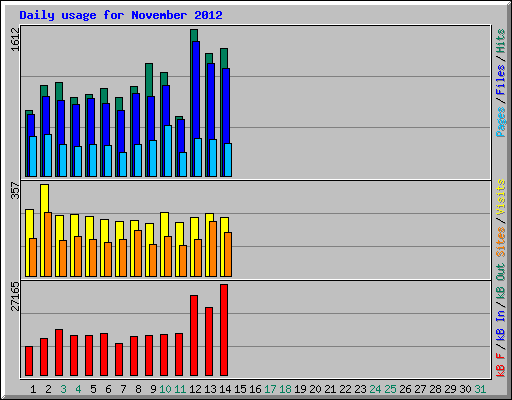 Daily usage for November 2012
1612
Pages / Files / Hits
357
Sites / Visits
27165
kB F / kB In / kB Out
1 2 3 4 5 6 7 8 9 10 11 12 13 14 15 16 17 18 19 20 21 22 23 24 25 26 27 28 29 30 31